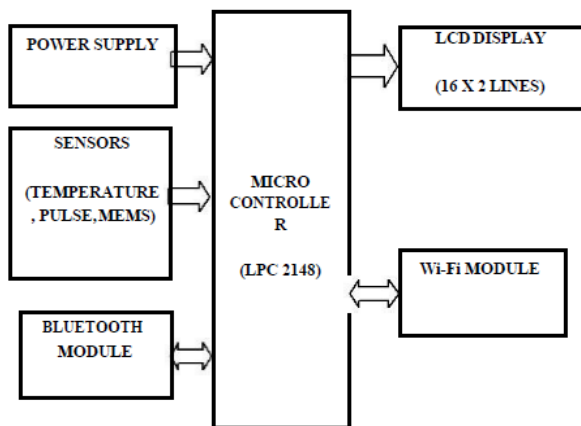 POWER SUPPLY
SENSORS
(TEMPERATURE
, PULSE, MEMS)
BLUETOOTH
MODULE
MICRO
CONTROLLE
R
(LPC 2148)
LCD DISPLAY
(16 X 2 LINES)
Wi-Fi MODULE